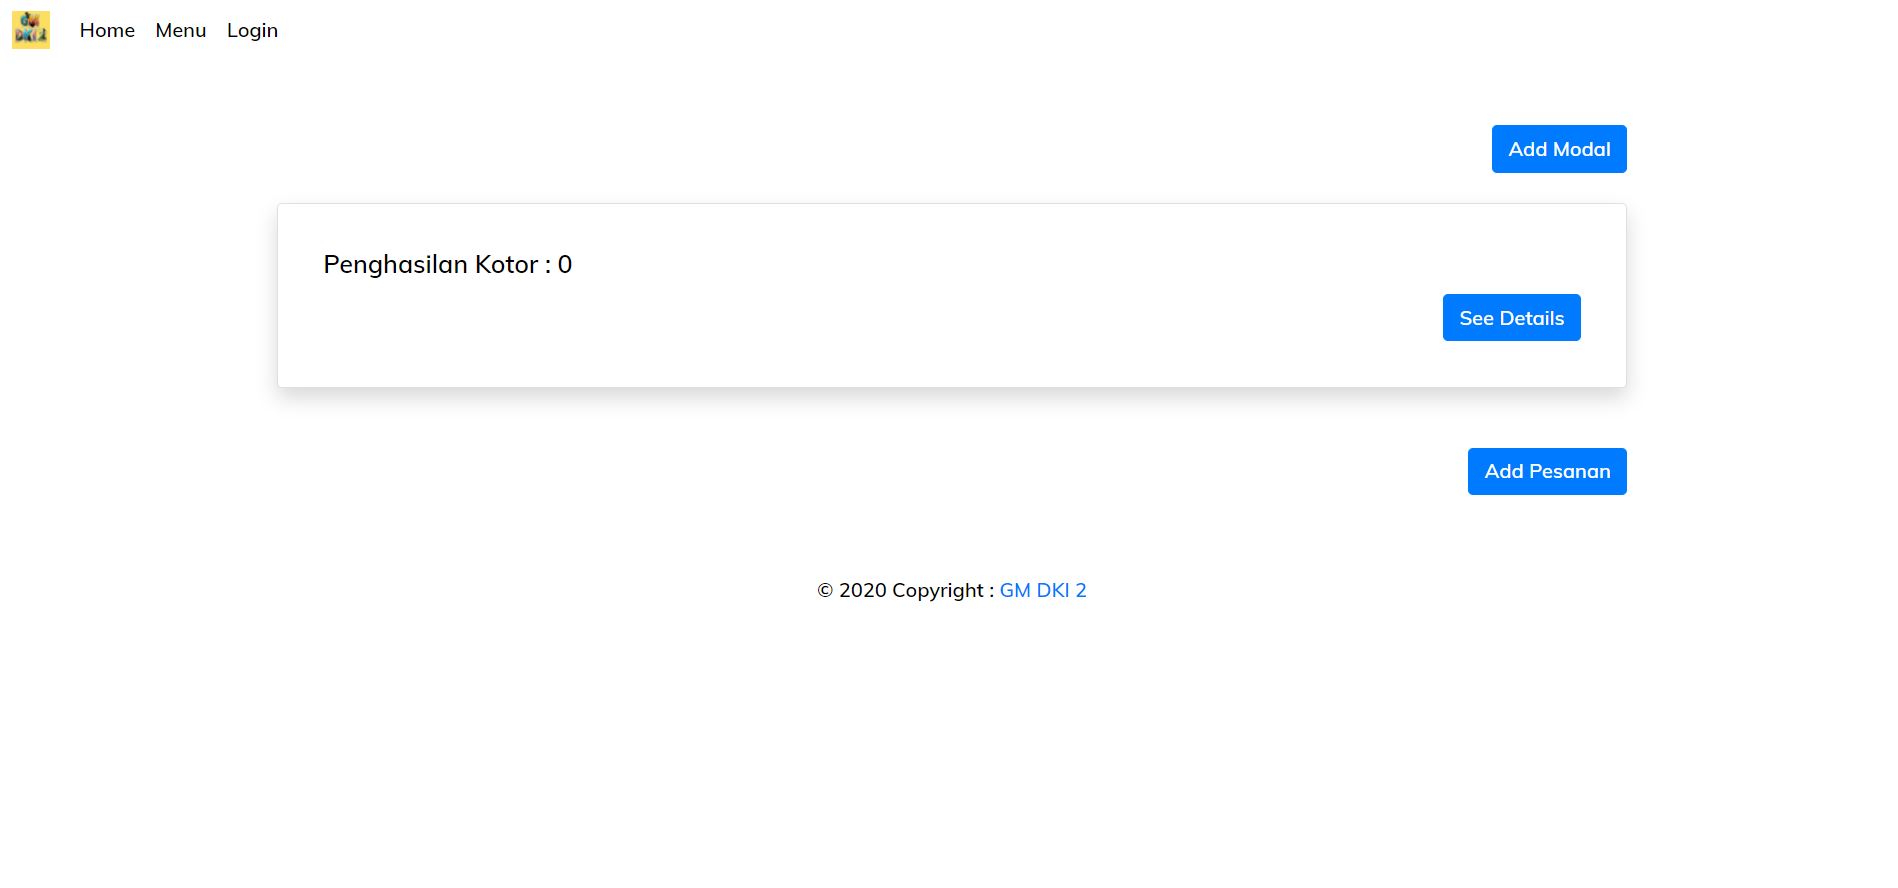 GM
DKI 2
Home Menu Login
Add Modal
Penghasilan Kotor : 0
See Details
Add Pesanan
© 2020 Copyright : GM DKI 2